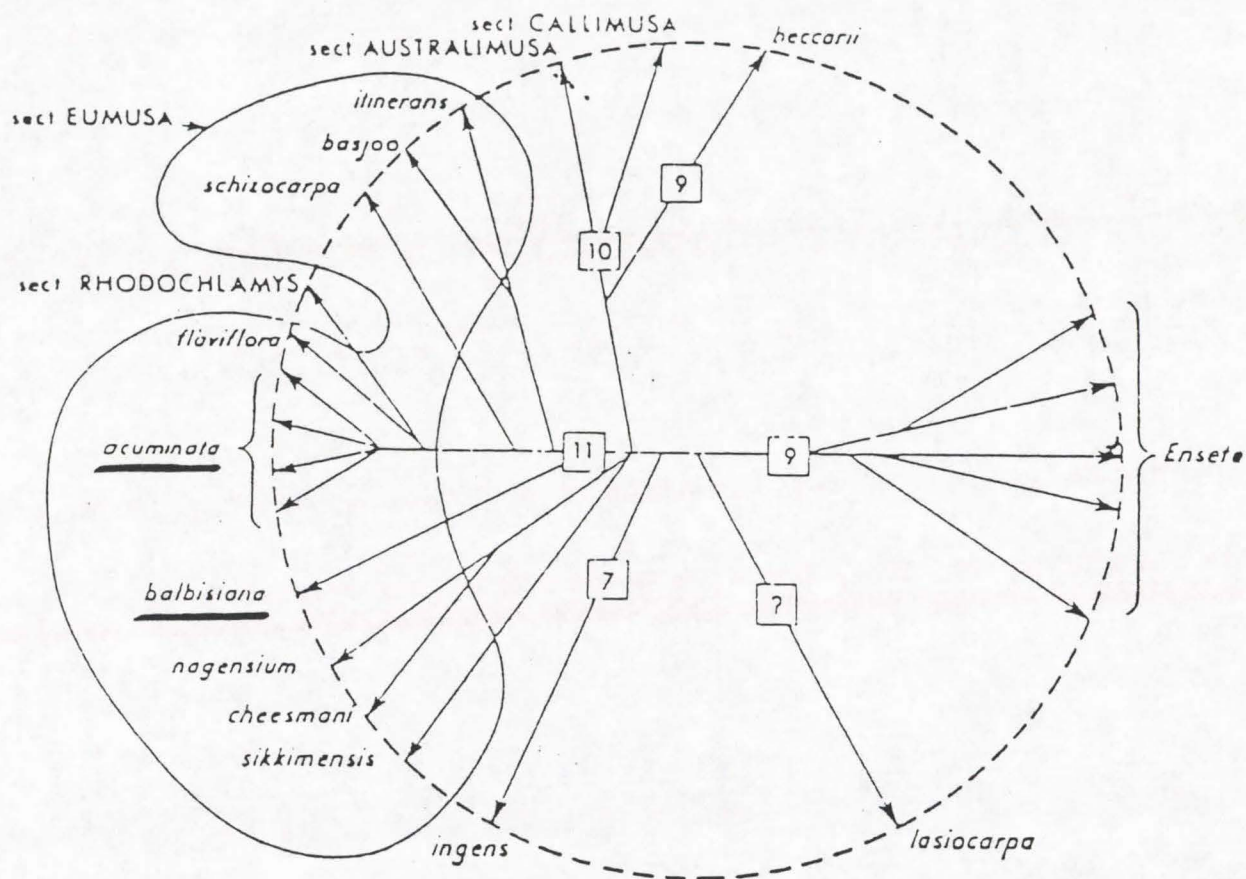 sect CALLIMUSA
sect AUSTRALIMUSA
beccarii
itinerans
sect EUMUSA
basjoo
schizocarpa
9
10
sect RHODOCHLAMYS
flaviflora
acuminata
11
9
Ensete
balbisiana
7
?
nagensium
cheesmani
sikkimensis
ingens
lasiocarpa